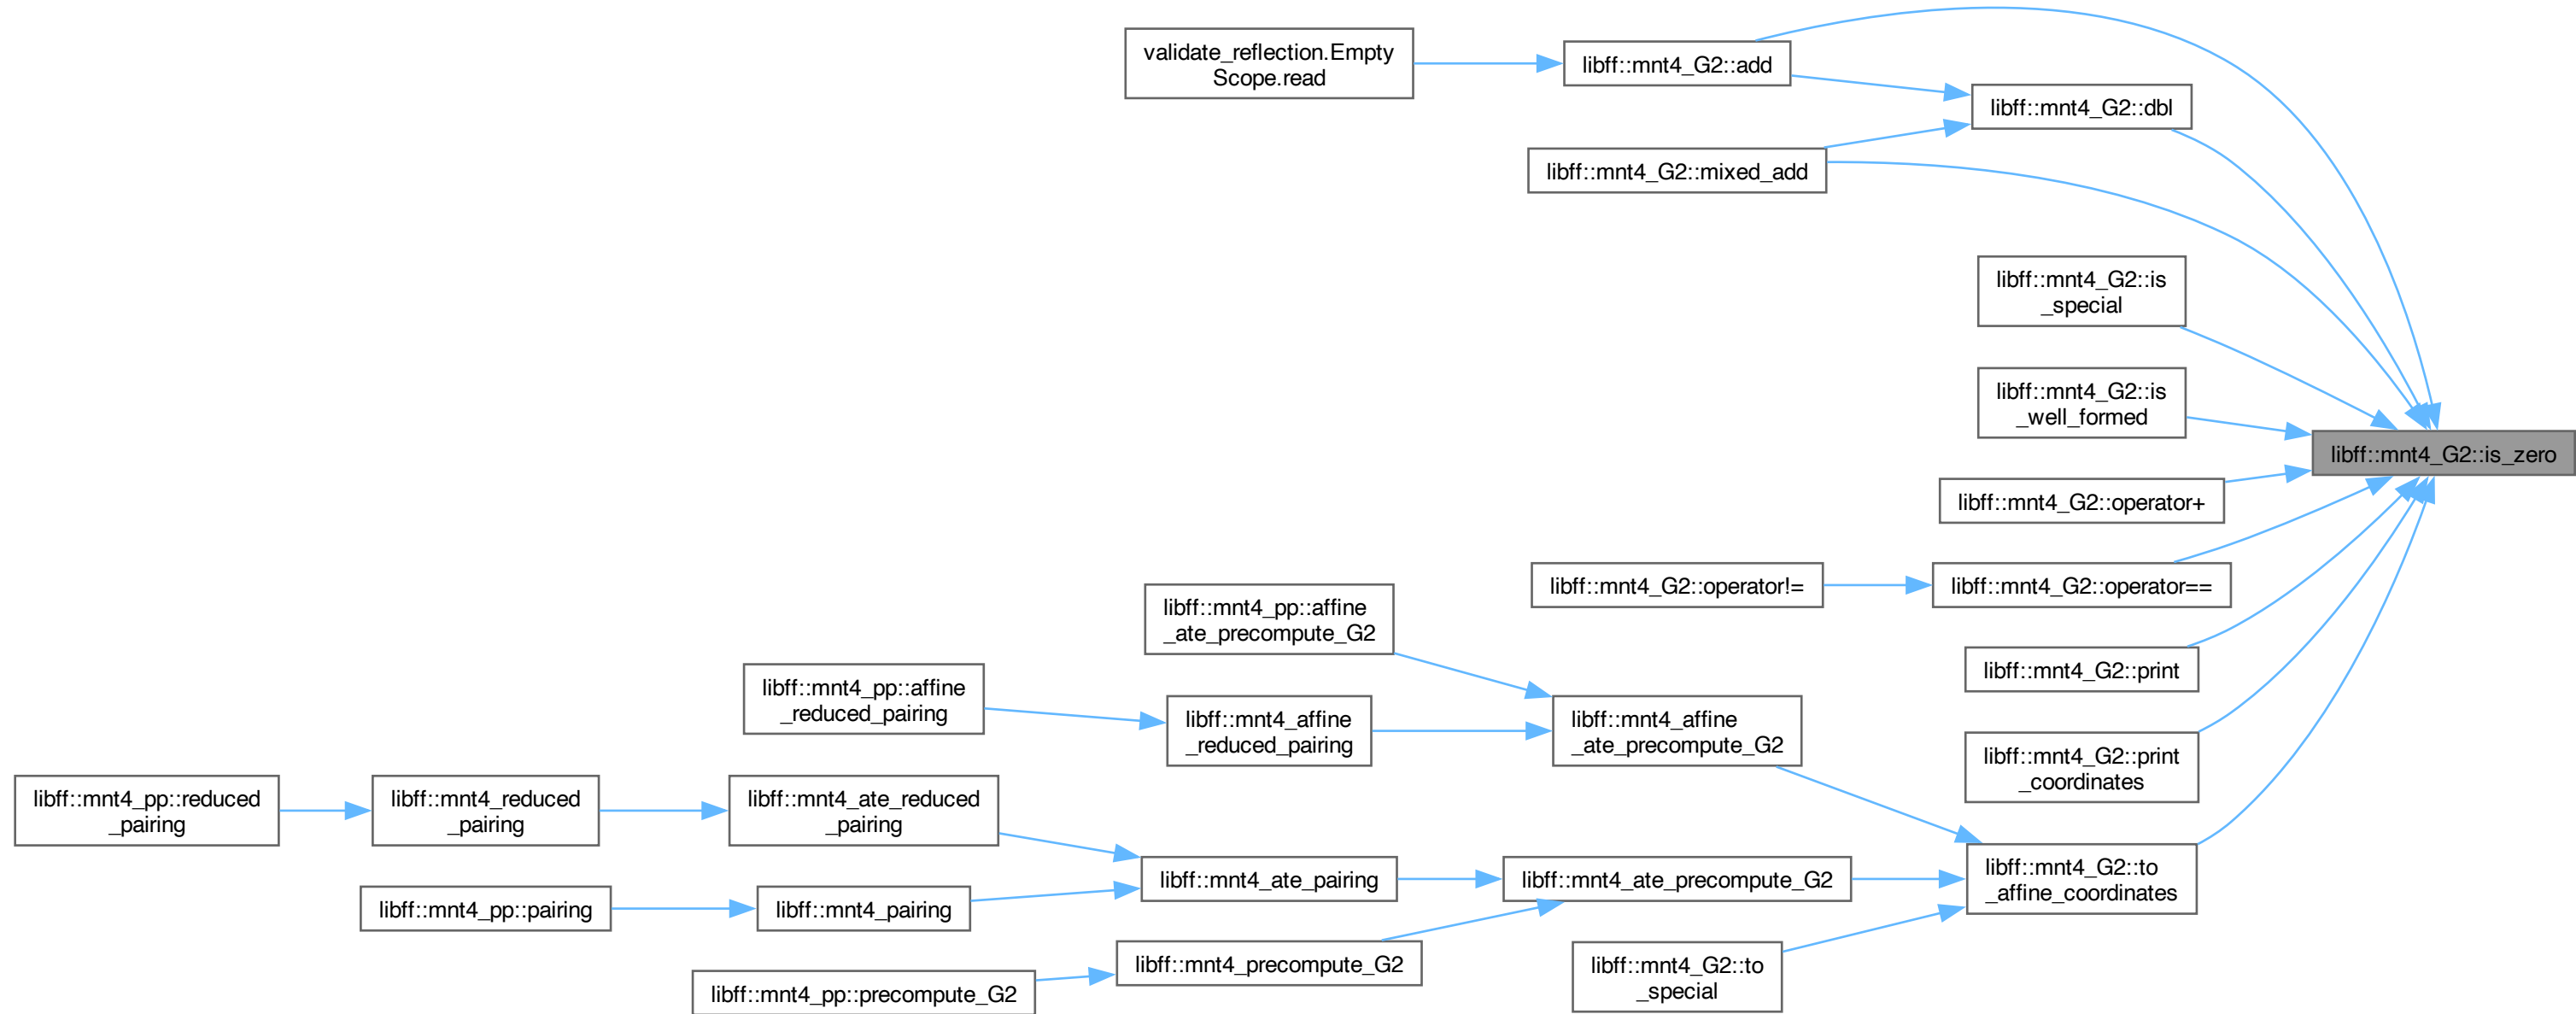 validate_reflection.Empty
Scope.read
libff::mnt4_G2::add
libff::mnt4_G2::dbl
libff::mnt4_G2::mixed_add
libff::mnt4_G2::is
_special
libff::mnt4_G2::is
_well_formed
libff::mnt4_G2::is_zero
libff::mnt4_G2::operator+
libff::mnt4_G2::operator!=
libff::mnt4_G2::operator==
libff::mnt4_pp::affine
_ate_precompute_G2
libff::mnt4_G2::print
libff::mnt4_pp::affine
_reduced_pairing
libff::mnt4_affine
_reduced_pairing
libff::mnt4_affine
_ate_precompute_G2
libff::mnt4_G2::print
_coordinates
libff::mnt4_pp::reduced
_pairing
libff::mnt4_reduced
_pairing
libff::mnt4_ate_reduced
_pairing
libff::mnt4_ate_pairing
libff::mnt4_ate_precompute_G2
libff::mnt4_G2::to
_affine_coordinates
libff::mnt4_pp::pairing
libff::mnt4_pairing
libff::mnt4_precompute_G2
libff::mnt4_G2::to
_special
libff::mnt4_pp::precompute_G2